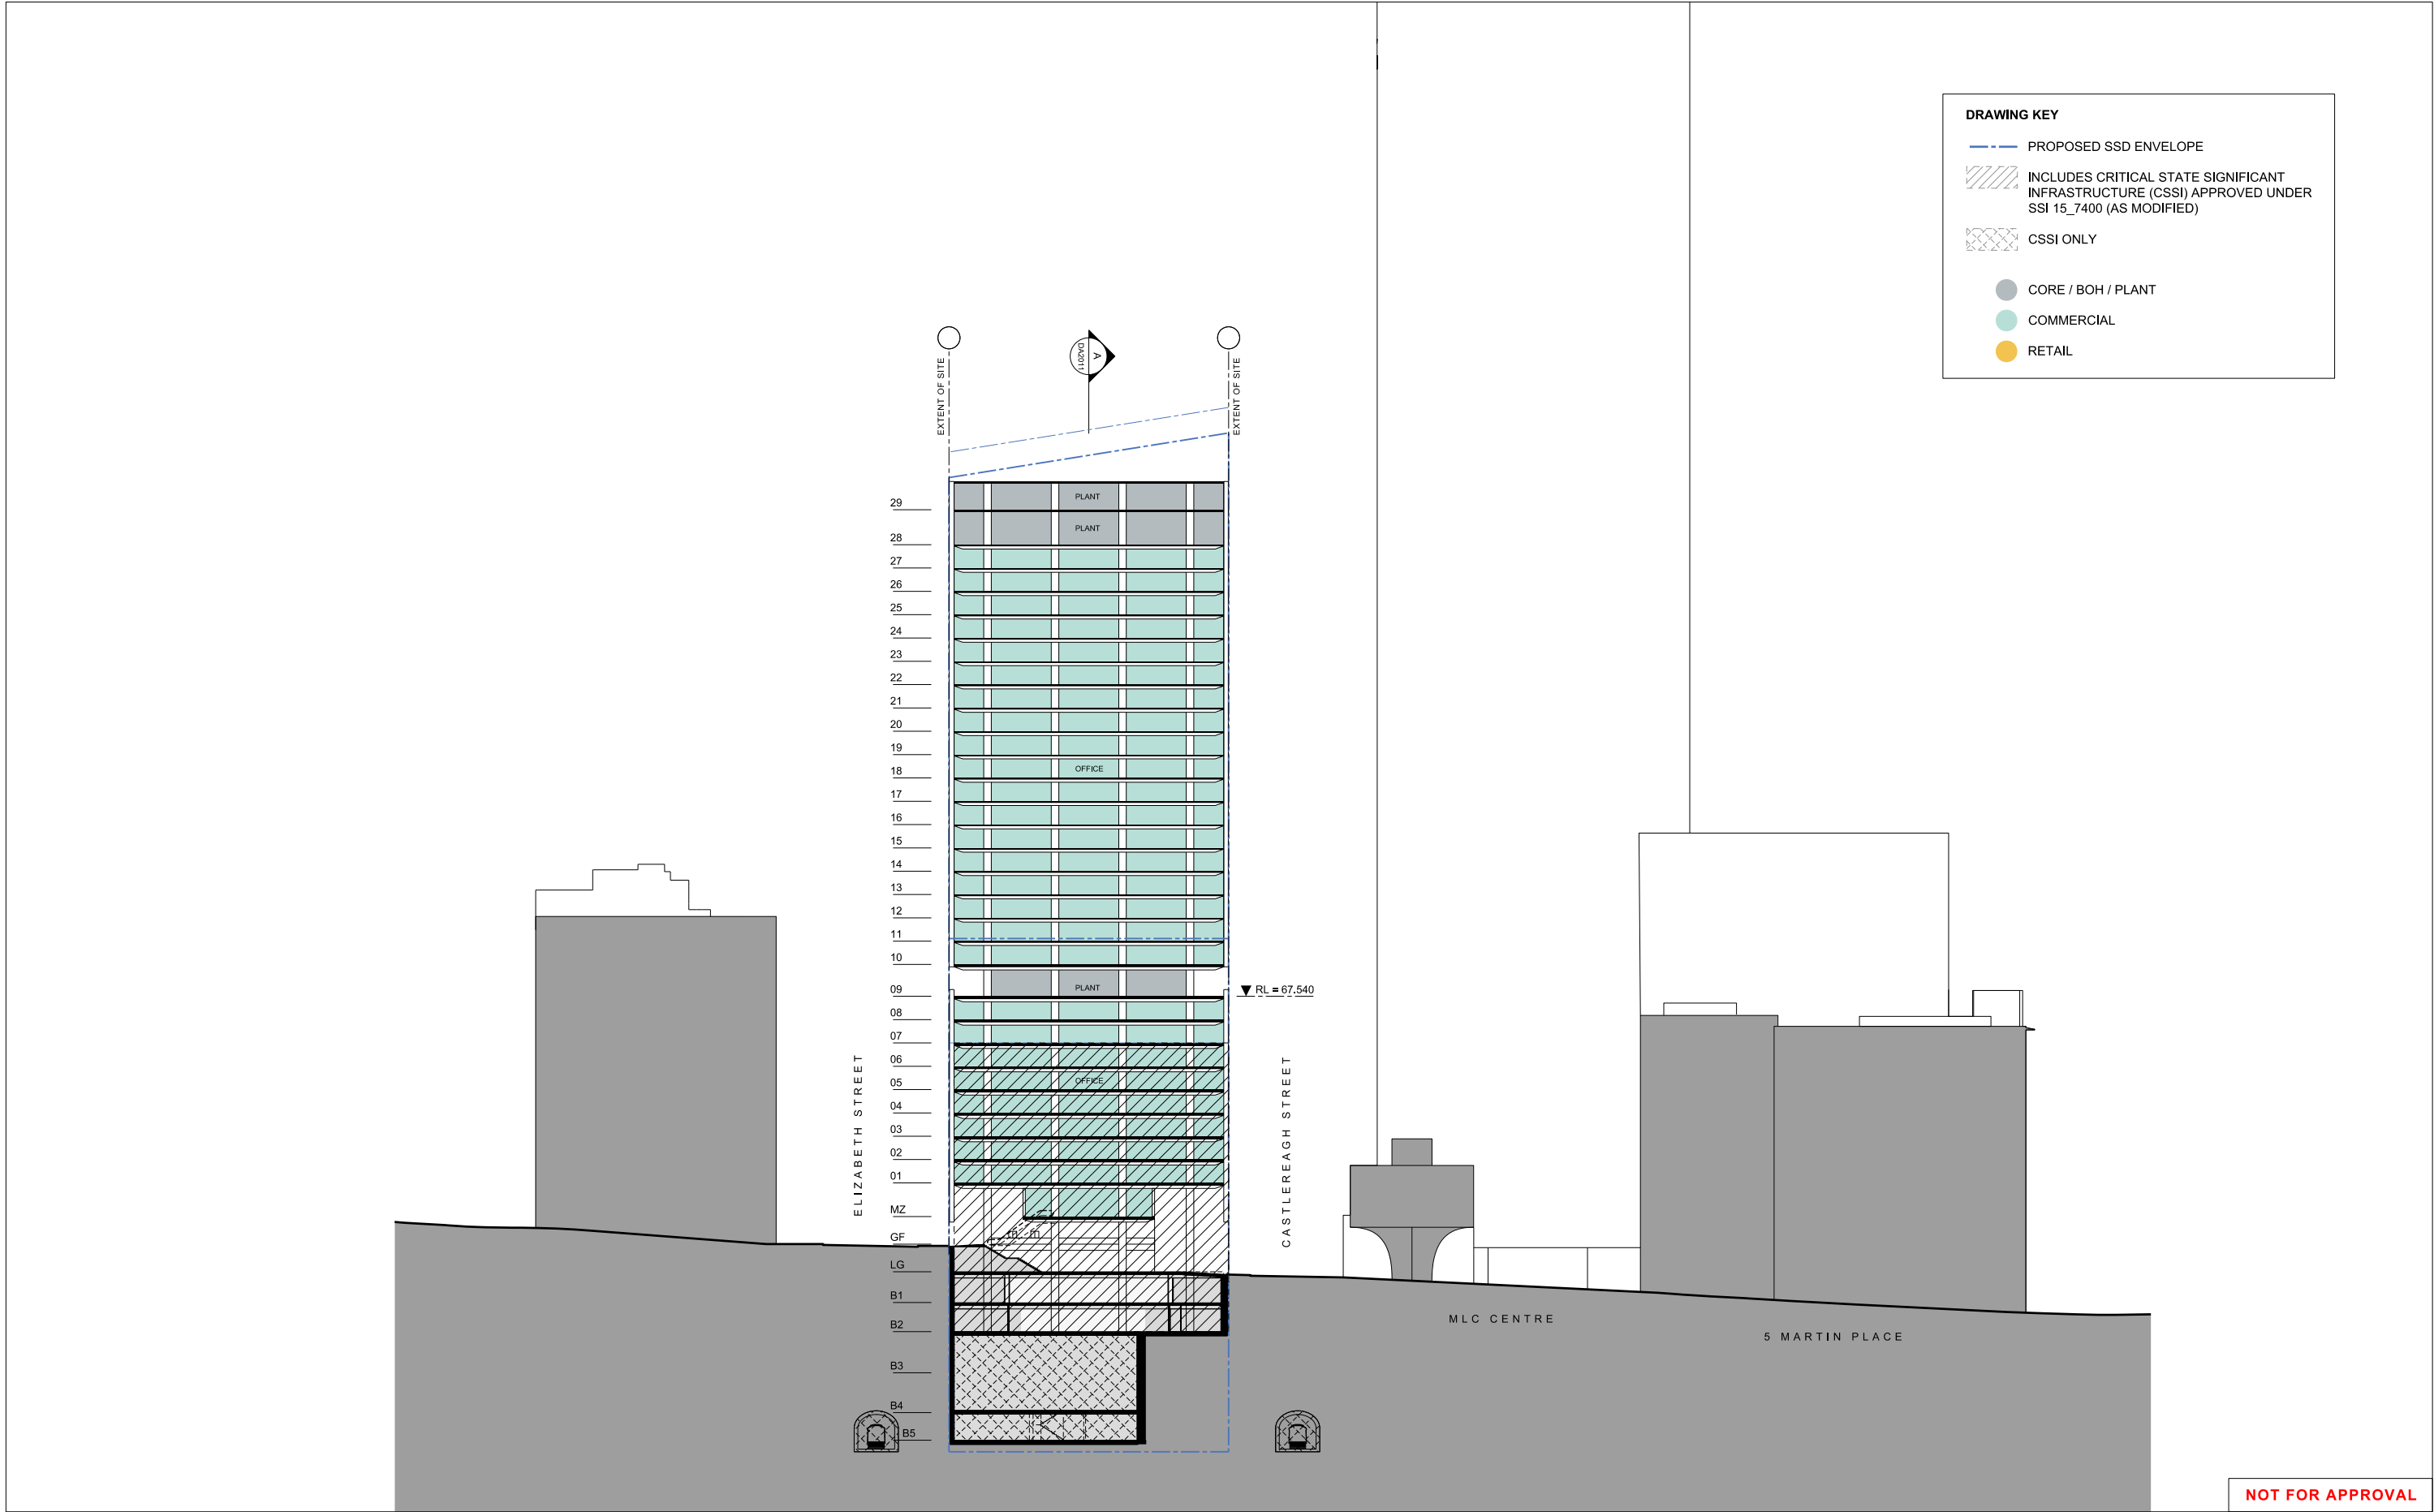 DRAWING KEY
PROPOSED SSD ENVELOPE
INCLUDES CRITICAL STATE SIGNIFICANT
INFRASTRUCTURE (CSSI) APPROVED UNDER
SSI 15_7400 (AS MODIFIED)
CSSI ONLY
CORE / BOH / PLANT
COMMERCIAL
RETAIL
EXTENT OF SITE
A
DA2011
EXTENT OF SITE
29
PLANT
PLANT
28
27
26
25
24
23
22
21
20
19
18
OFFICE
17
16
15
14
13
12
11
10
09
PLANT
RL = 67.540
08
07
06
05
OFFICE
04
03
02
01
MZ
GF
LG
B1
B2
B3
B4
B5
ELIZABETH STREET
CASTLEREAGH STREET
MLC CENTRE
5 MARTIN PLACE
NOT FOR APPROVAL